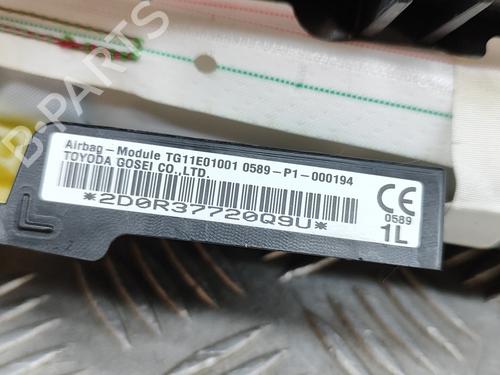 B-PARTS
Airbag - Module TG11E01001 0589-P1-000194
TOYODA GOSEI CO.,LTD.
*2D0R37720Q9U*
CE
0589
1L
L